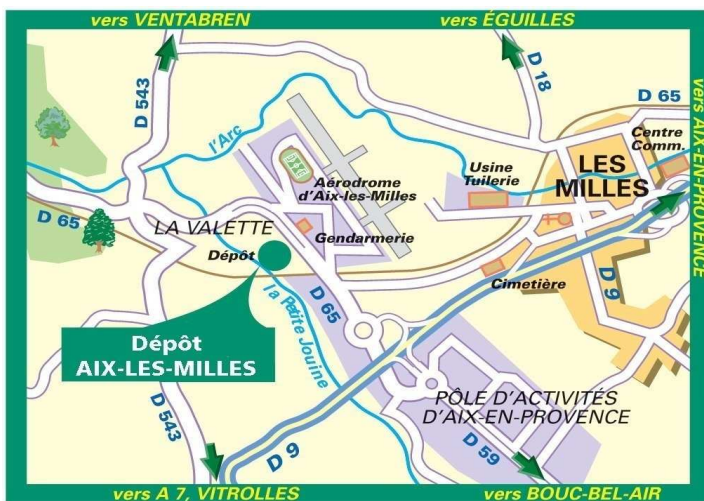 vers VENTABREN
vers ÉGUILLES
D 543
D 18
D 65
vers AIX-EN-PROVENCE
Centre
Comm.
l'Arc
Usine
Tuilerie
LES
MILLES
Aérodrome
d'Aix-les-Milles
D 65
LA VALETTE
Gendarmerie
Dépôt
Cimetière
D 65
la Petite Jouine
D 9
Dépôt
AIX-LES-MILLES
PÔLE D'ACTIVITÉS
D'AIX-EN-PROVENCE
D 543
D 9
D 59
vers A 7, VITROLLES
vers BOUC-BEL-AIR